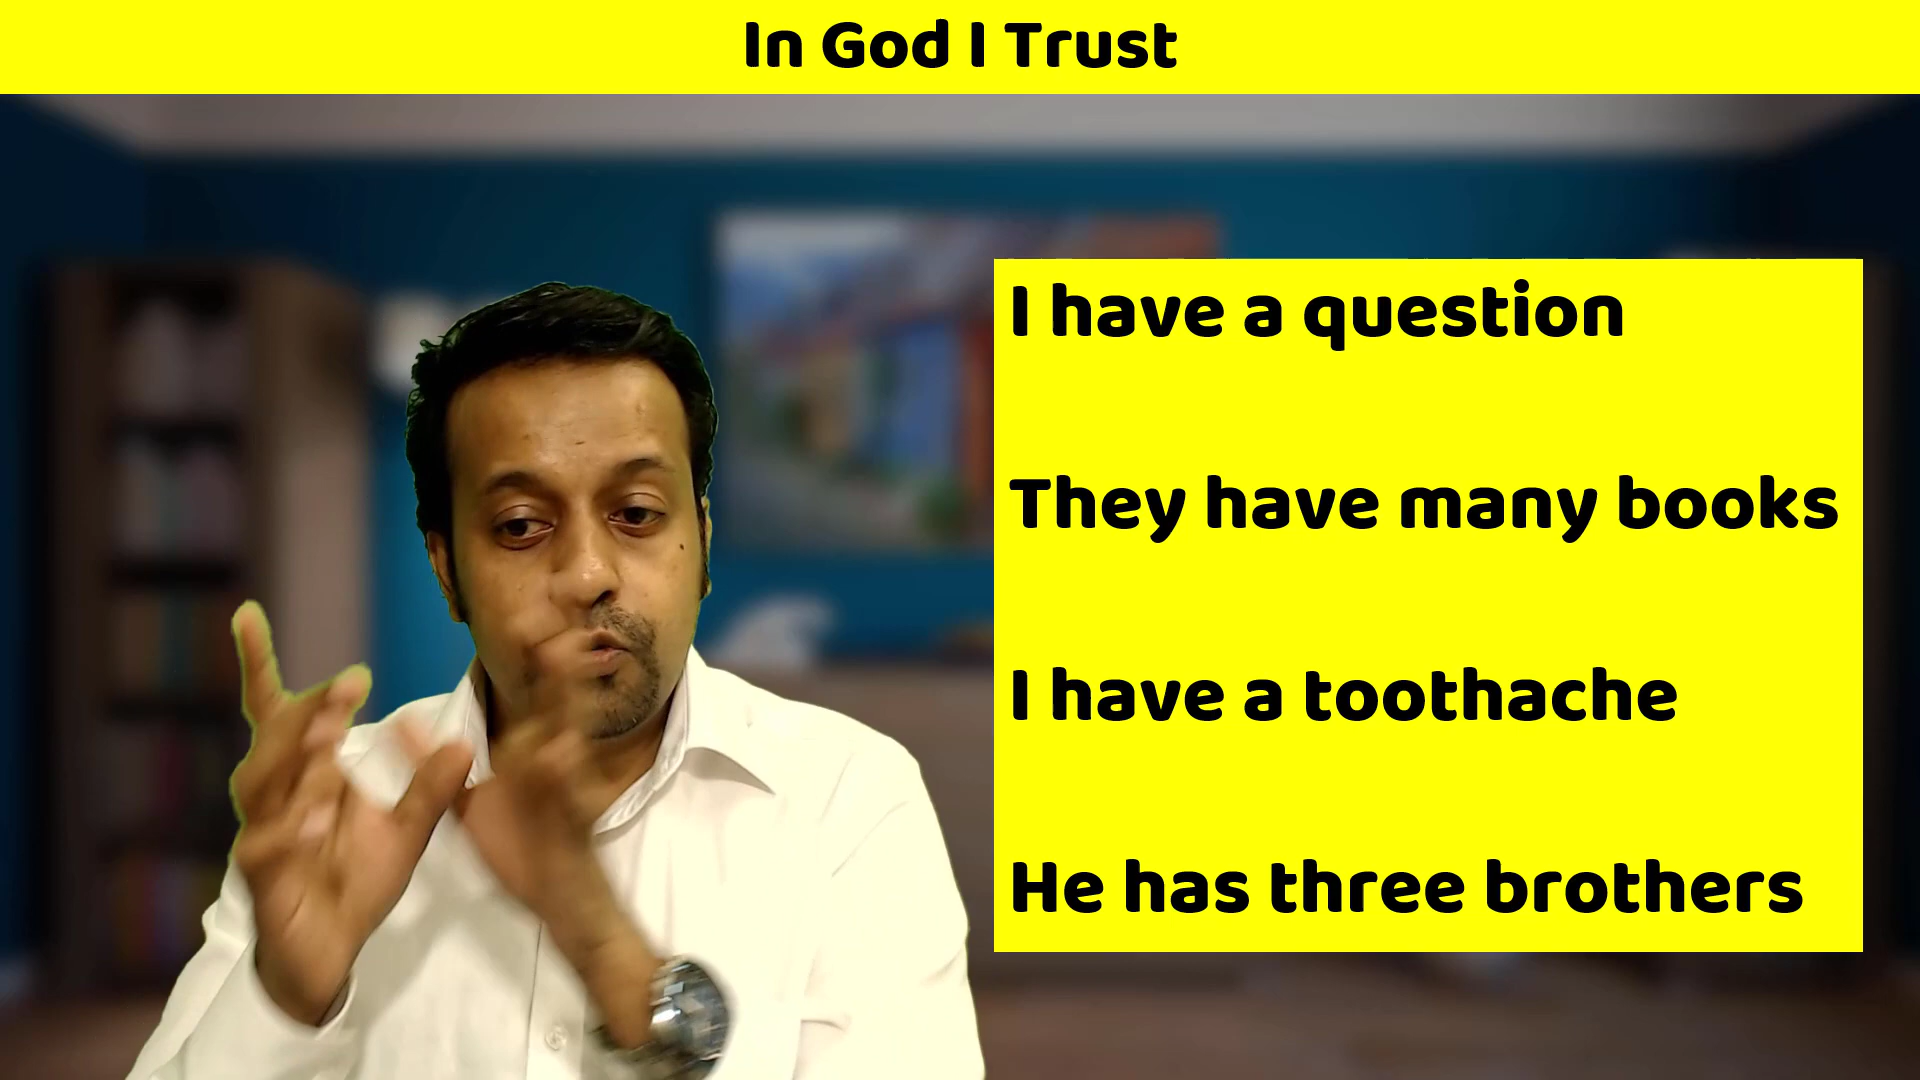 In God I Trust
I have a question
They have many books
I have a toothache
He has three brothers